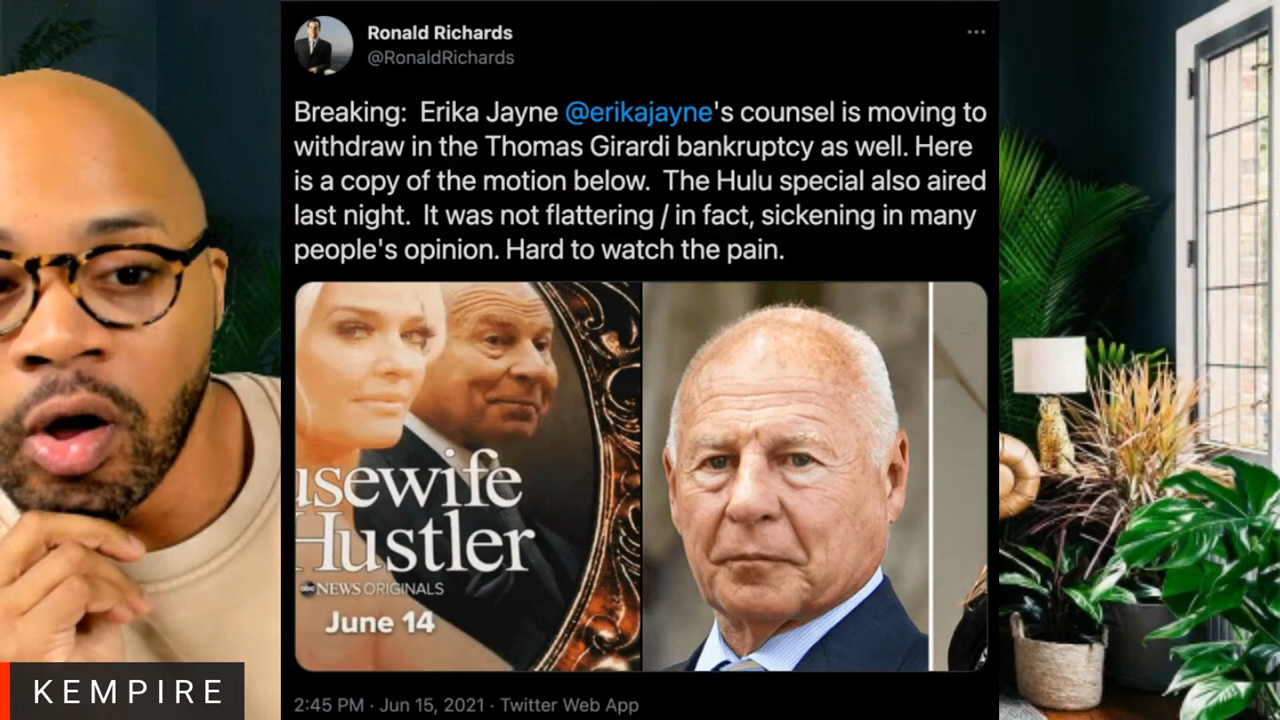 Ronald Richards
@RonaldRichards
Breaking: Erika Jayne @erikajayne's counsel is moving to
withdraw in the Thomas Girardi bankruptcy as well. Here
is a copy of the motion below. The Hulu special also aired
last night. It was not flattering / in fact, sickening in many
people's opinion. Hard to watch the pain.
usewife
Hustler
abc NEWS ORIGINALS
June 14
2:45 PM · Jun 15, 2021 · Twitter Web App
KEMPIRE